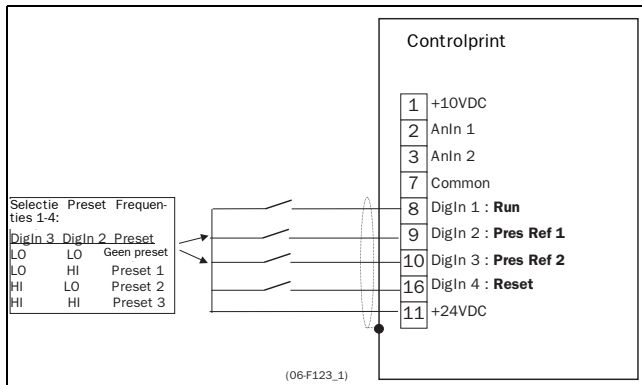 Controlprint
1 +10VDC
2 AnIn 1
3 AnIn 2
7 Common
8 DigIn 1 : Run
9 DigIn 2 : Pres Ref 1
10 DigIn 3 : Pres Ref 2
16 DigIn 4 : Reset
11 +24VDC
Selectie Preset Frequen-
ties 1-4:
DigIn 3 DigIn 2 Preset
LO LO Geen preset
LO HI Preset 1
HI LO Preset 2
HI HI Preset 3
(06-F123_1)